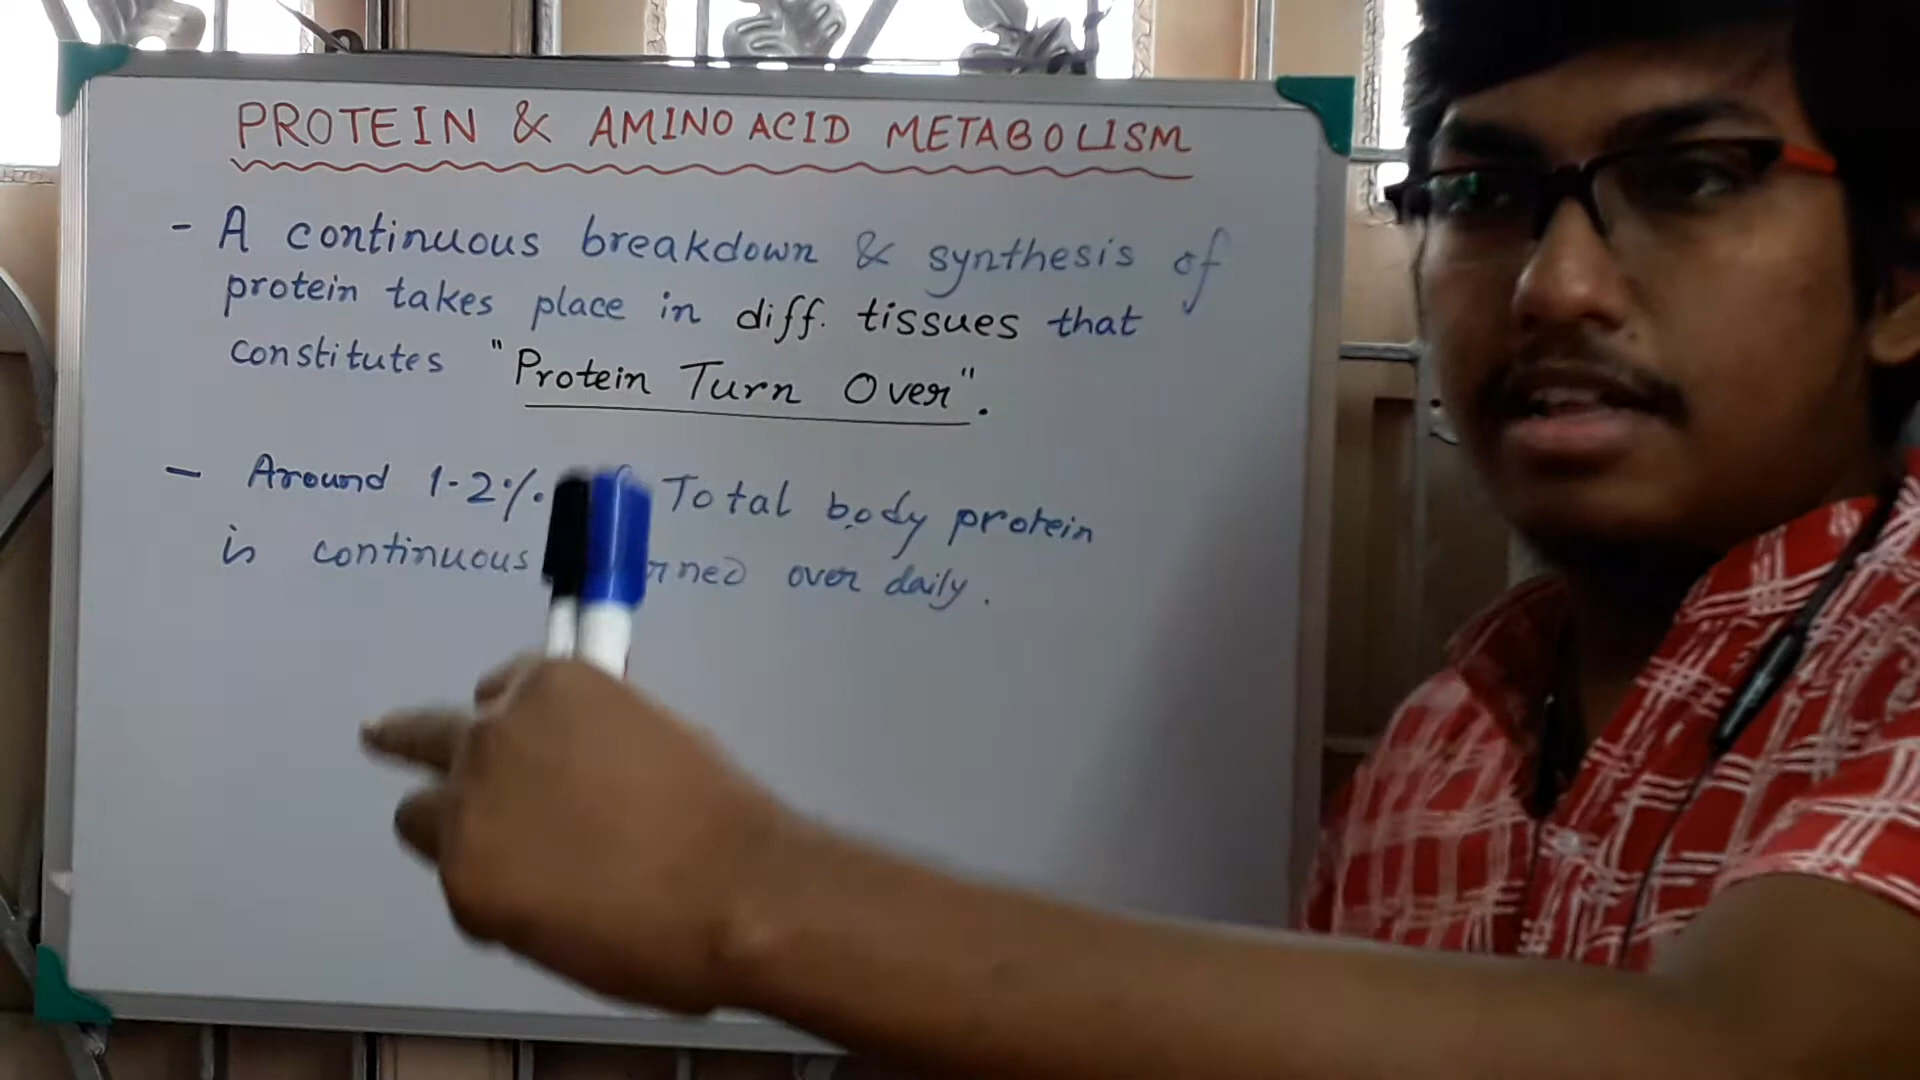 PROTEIN & AMINO ACID METABOLISM
- A continuous breakdown & synthesis of
protein takes place in diff. tissues that
constitutes "Protein Turn Over".
- Around 1-2% Total body protein
is continuous over daily.